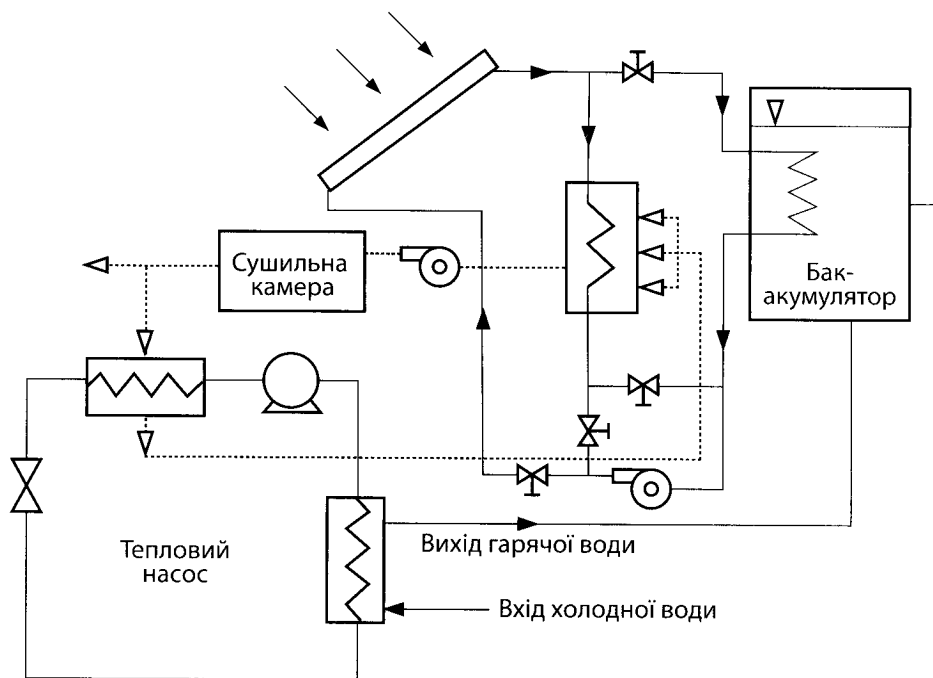 Сушильна
камера
Бак-
акумулятор
Вихід гарячої води
Тепловий
насос
Вхід холодної води